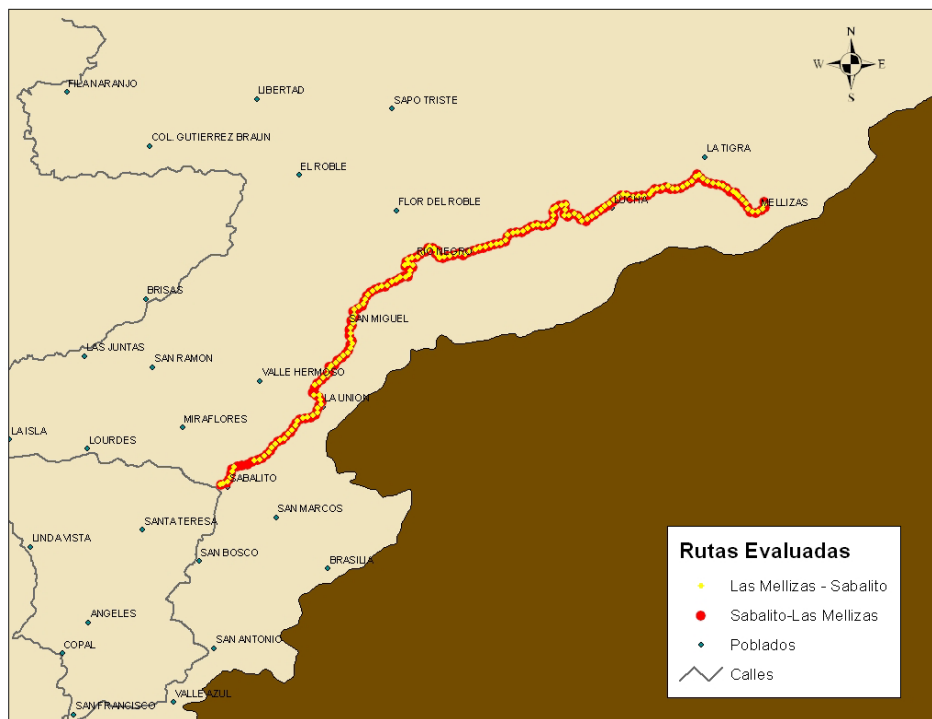 N
W E
S
FILA NARANJO
LIBERTAD
SAPO TRISTE
COL. GUTIERREZ BRAUN
LA TIGRA
EL ROBLE
FLOR DEL ROBLE
LUCHA
MELLIZAS
RIO NEGRO
BRISAS
SAN MIGUEL
LAS JUNTAS
SAN RAMON
VALLE HERMOSO
LA UNION
MIRAFLORES
LA ISLA
LOURDES
SABALITO
SAN MARCOS
SANTA TERESA
LINDA VISTA
SAN BOSCO
BRASILIA
ANGELES
SAN ANTONIO
COPAL
VALLE AZUL
SAN FRANCISCO
Rutas Evaluadas
Las Mellizas - Sabalito
Sabalito-Las Mellizas
Poblados
Calles